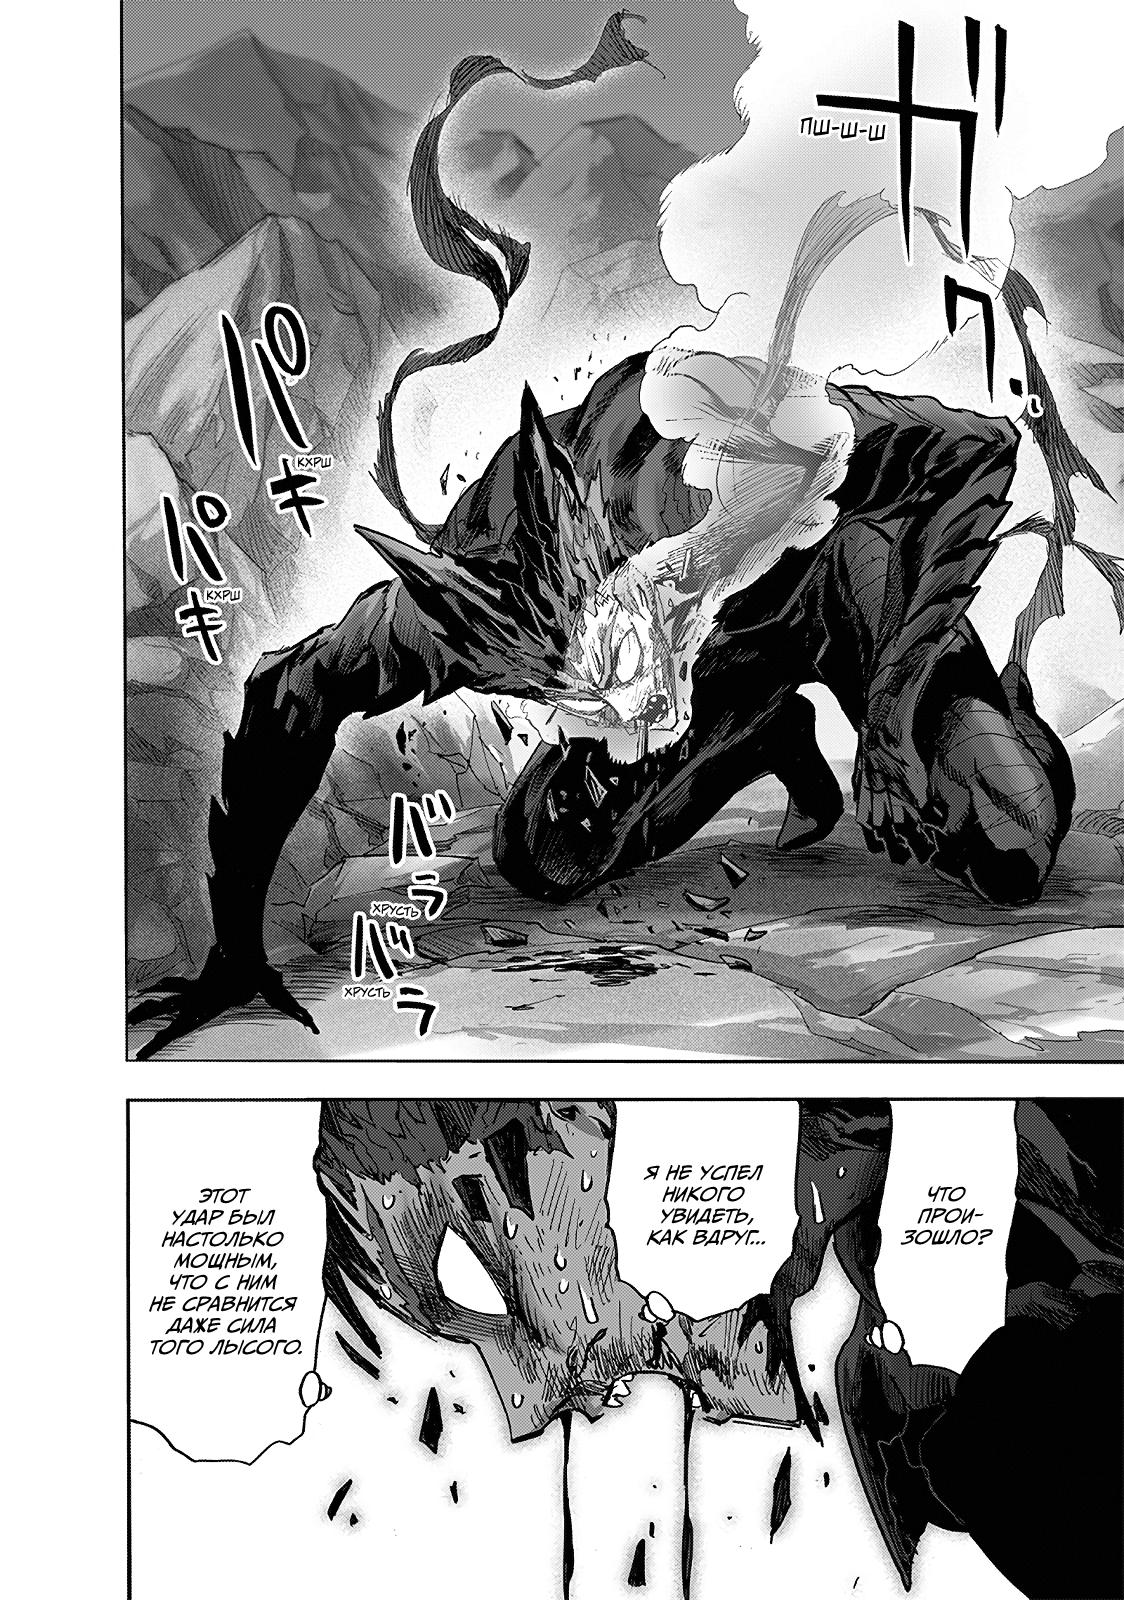 ガ
ク
ПШ-Ш-Ш
パ
キ
КХРШ
パ
キ
КХРШ
バ
ラ
ХРУСТЬ
バ
ラ
ХРУСТЬ
ЧТО
ПРОИ-
ЗОШЛО?
Я НЕ УСПЕЛ
НИКОГО
УВИДЕТЬ,
КАК ВДРУГ...
ЭТОТ
УДАР БЫЛ
НАСТОЛЬКО
МОЩНЫМ,
ЧТО С НИМ
НЕ СРАВНИТСЯ
ДАЖЕ СИЛА
ТОГО ЛЫСОГО.